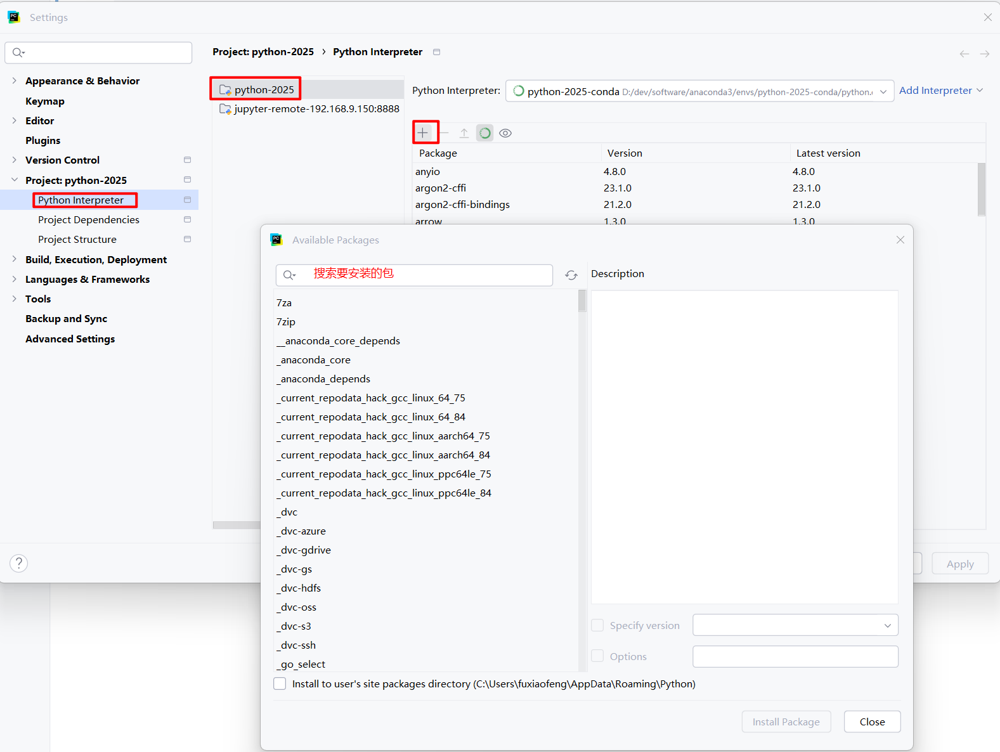 Settings
Project: python-2025 › Python Interpreter
Appearance & Behavior
Keymap
Editor
Plugins
Version Control
Project: python-2025
Python Interpreter
Project Dependencies
Project Structure
Build, Execution, Deployment
Languages & Frameworks
Tools
Backup and Sync
Advanced Settings
python-2025
jupyter-remote-192.168.9.150:8888
Python Interpreter: python-2025-conda D:/dev/software/anaconda3/envs/python-2025-conda/python. Add Interpreter
Package Version Latest version
anyio 4.8.0 4.8.0
argon2-cffi 23.1.0 23.1.0
argon2-cffi-bindings 21.2.0 21.2.0
arrow 1.3.0 1.3.0
Available Packages
搜索要安装的包
Description
7za
7zip
__anaconda_core_depends
_anaconda_core
_anaconda_depends
_current_repodata_hack_gcc_linux_64_75
_current_repodata_hack_gcc_linux_64_84
_current_repodata_hack_gcc_linux_aarch64_75
_current_repodata_hack_gcc_linux_aarch64_84
_current_repodata_hack_gcc_linux_ppc64le_75
_current_repodata_hack_gcc_linux_ppc64le_84
_dvc
_dvc-azure
_dvc-gdrive
_dvc-gs
_dvc-hdfs
_dvc-oss
_dvc-s3
_dvc-ssh
_go_select
Specify version
Options
Install to user's site packages directory (C:\Users\fuxiaofeng\AppData\Roaming\Python)
Install Package Close
? Apply